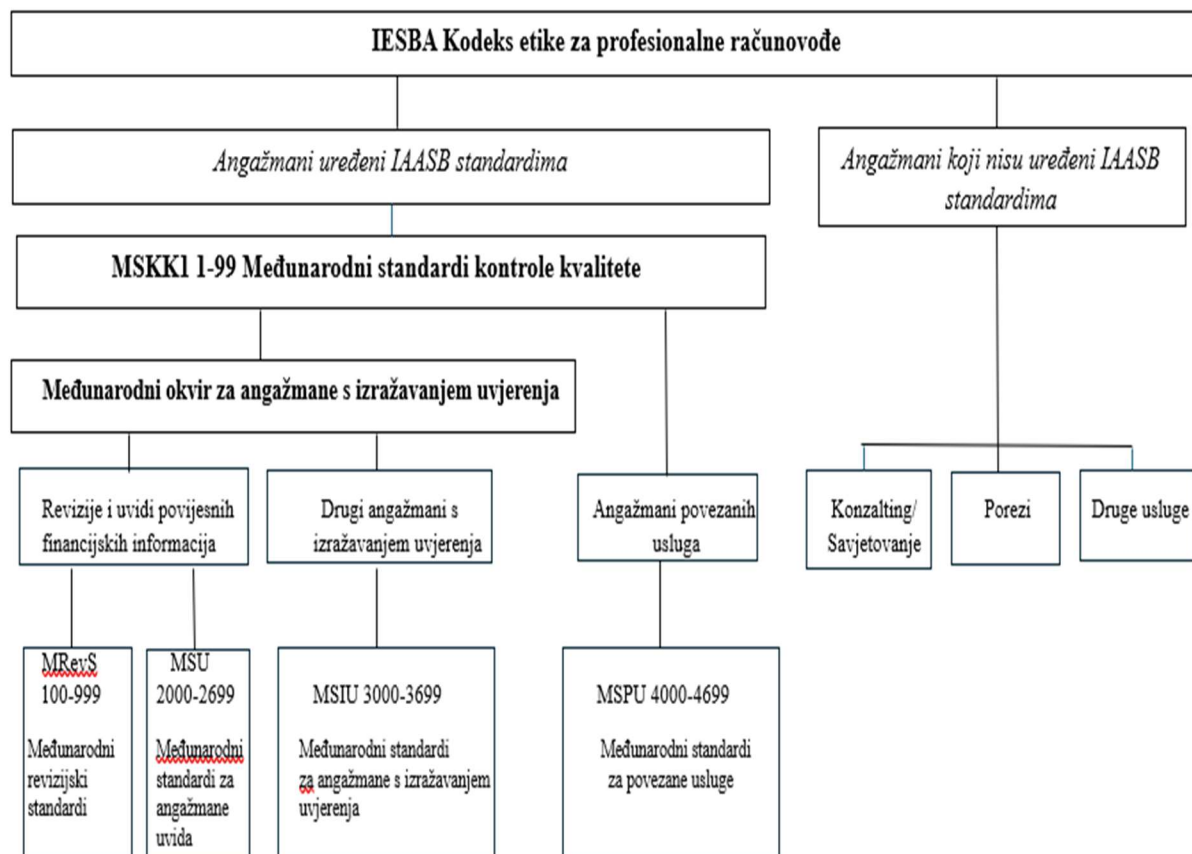 IESBA Kodeks etike za profesionalne računovođe
Angažmani uređeni IAASB standardima
Angažmani koji nisu uređeni IAASB
standardima
MSKK1 1-99 Međunarodni standardi kontrole kvalitete
Međunarodni okvir za angažmane s izražavanjem uvjerenja
Revizije i uvidi povijesnih
financijskih informacija
Drugi angažmani s
izražavanjem uvjerenja
Angažmani povezanih
usluga
Konzalting/
Savjetovanje
Porezi
Druge usluge
MRevS
100-999
Međunarodni
revizijski
standardi
MSU
2000-2699
Međunarodni
standardi za
angažmane
uvida
MSIU 3000-3699
Međunarodni standardi
za angažmane s izražavanjem
uvjerenja
MSPU 4000-4699
Međunarodni standardi
za povezane usluge